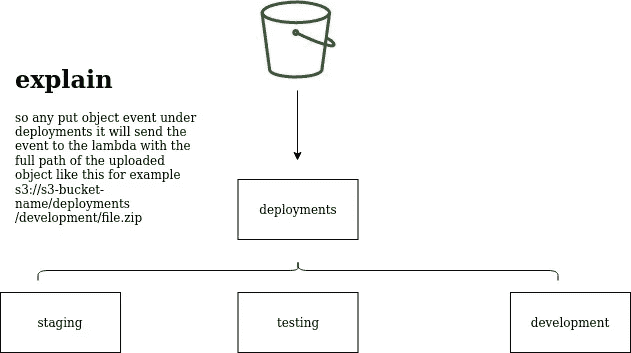 explain
so any put object event under
deployments it will send the
event to the lambda with the
full path of the uploaded
object like this for example
s3://s3-bucket-
name/deployments
/development/file.zip
deployments
staging
testing
development